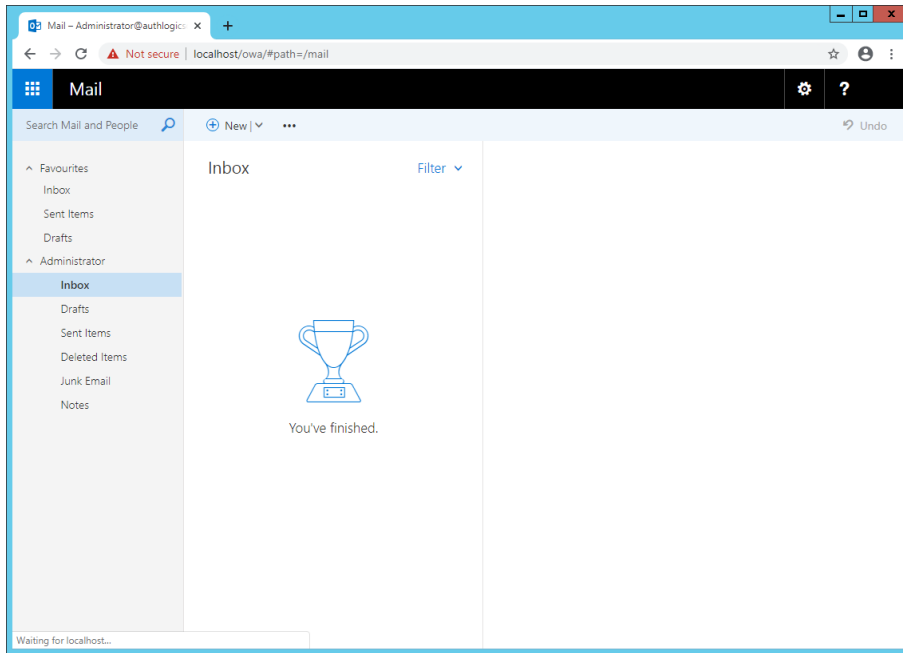 Mail – Administrator@authlogics
Not secure | localhost/owa/#path=/mail
Mail
?
Search Mail and People
New
Undo
Favourites
Inbox
Sent Items
Drafts
Administrator
Inbox
Drafts
Sent Items
Deleted Items
Junk Email
Notes
Inbox
Filter
You've finished.
Waiting for localhost...